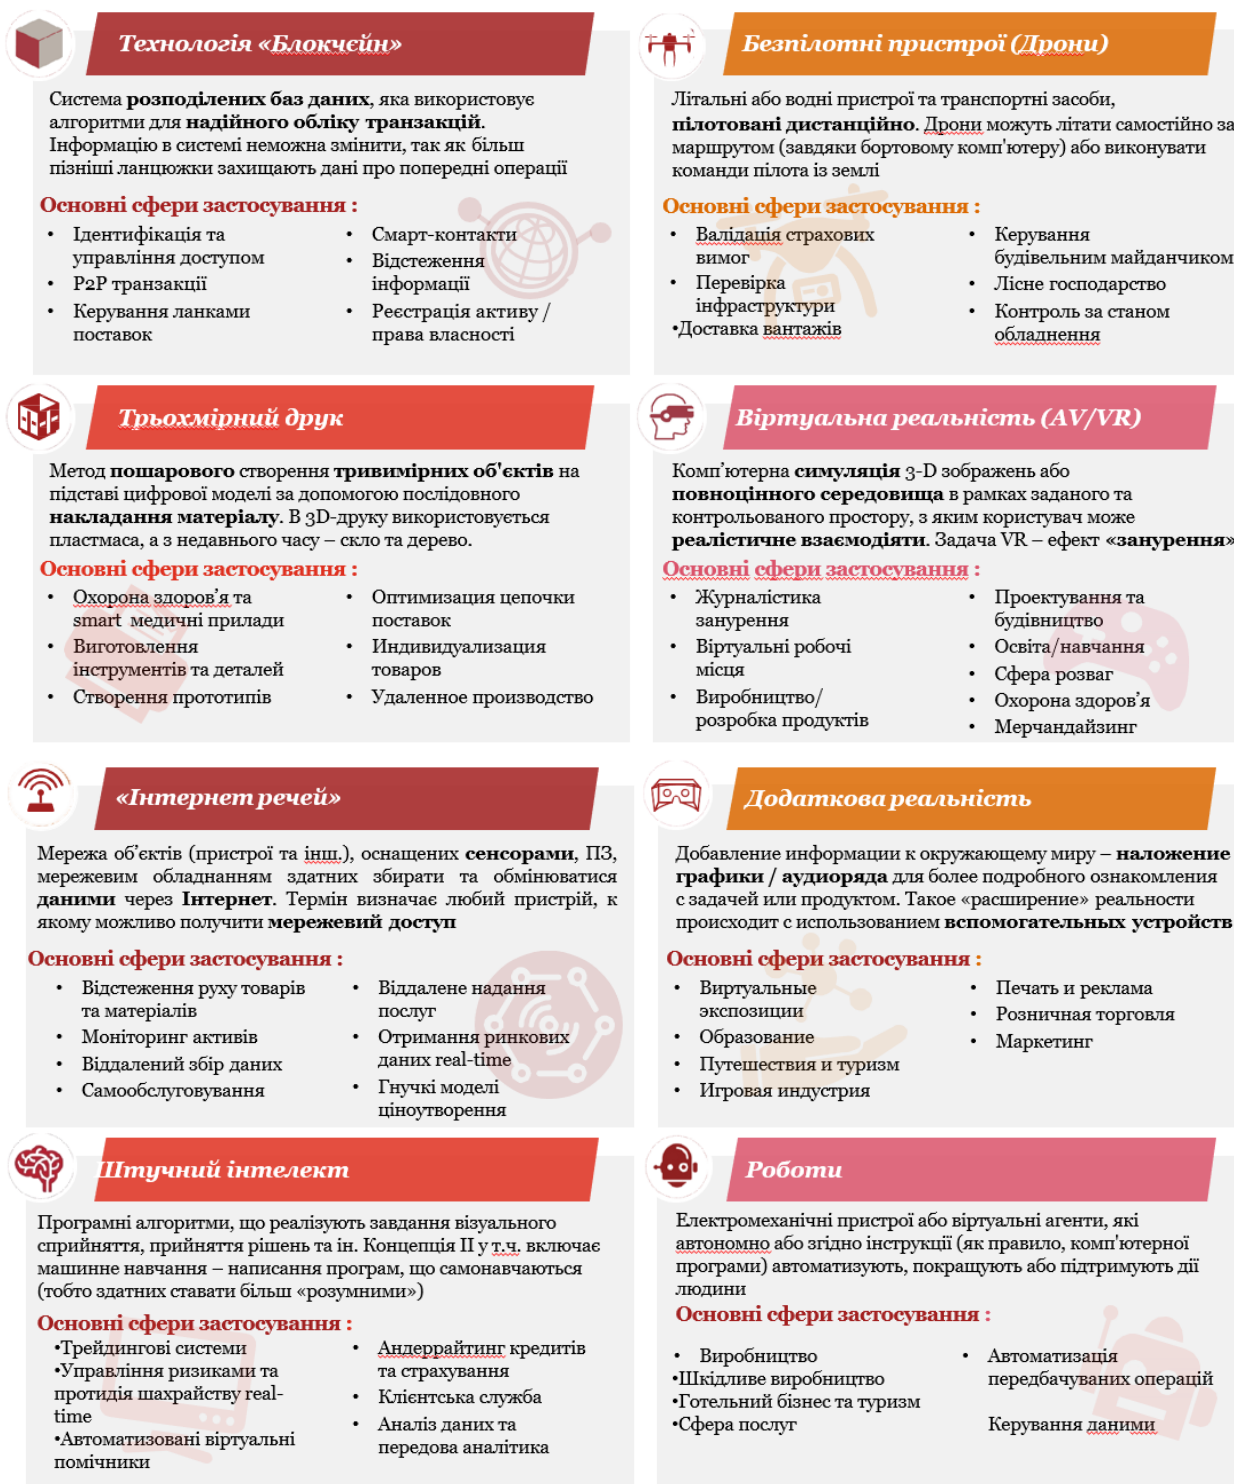 Технологія «Блокчєйн»
Система розподілених баз даних, яка використовує
алгоритми для надійного обліку транзакцій.
Інформацію в системі неможна змінити, так як більш
пізніші ланцюжки захищають дані про попередні операції
Основні сфери застосування :
• Ідентифікація та
управління доступом
• P2P транзакції
• Керування ланками
поставок
• Смарт-контакти
• Відстеження
інформації
• Реєстрація активу /
права власності
Безпілотні пристрої (Дрони)
Літальні або водні пристрої та транспортні засоби,
пілотовані дистанційно. Дрони можуть літати самостійно за
маршрутом (завдяки бортовому комп'ютеру) або виконувати
команди пілота із землі
Основні сфери застосування :
• Валідація страхових
вимог
• Перевірка
інфраструктури
•Доставка вантажів
• Керування
будівельним майданчиком
• Лісне господарство
• Контроль за станом
обладнення
Трьохмірний друк
Метод пошарового створення тривимірних об'єктів на
підставі цифрової моделі за допомогою послідовного
накладання матеріалу. В 3D-друку використовується
пластмаса, а з недавнього часу – скло та дерево.
Основні сфери застосування :
• Охорона здоров’я та
smart медичні прилади
• Виготовлення
інструментів та деталей
• Створення прототипів
• Оптимизация цепочки
поставок
• Индивидуализация
товаров
• Удаленное производство
Віртуальна реальність (AV/VR)
Комп’ютерна симуляція 3-D зображень або
повноцінного середовища в рамках заданого та
контрольованого простору, з яким користувач може
реалістичне взаємодіяти. Задача VR – ефект «занурення»
Основні сфери застосування :
• Журналістика
занурення
• Віртуальні робочі
місця
• Виробництво/
розробка продуктів
• Проектування та
будівництво
• Освіта/навчання
• Сфера розваг
• Охорона здоров’я
• Мерчандайзинг
«Інтернет речей»
Мережа об’єктів (пристрої та інш.), оснащених сенсорами, ПЗ,
мережевим обладнанням здатних збирати та обмінюватися
даними через Інтернет. Термін визначає любий пристрій, к
якому можливо получити мережевий доступ
Основні сфери застосування :
• Відстеження руху товарів
та матеріалів
• Моніторинг активів
• Віддалений збір даних
• Самообслуговування
• Віддалене надання
послуг
• Отримання ринкових
даних real-time
• Гнучкі моделі
ціноутворення
Додаткова реальність
Добавление информации к окружающему миру – наложение
графики / аудиоряда для более подробного ознакомления
с задачей или продуктом. Такое «расширение» реальности
происходит с использованием вспомогательных устройств
Основні сфери застосування :
• Виртуальные
экспозиции
• Образование
• Путешествия и туризм
• Игровая индустрия
• Печать и реклама
• Розничная торговля
• Маркетинг
Штучний інтелект
Програмні алгоритми, що реалізують завдання візуального
сприйняття, прийняття рішень та ін. Концепція ІІ у т.ч. включає
машинне навчання – написання програм, що самонавчаються
(тобто здатних ставати більш «розумними»)
Основні сфери застосування :
•Трейдингові системи
•Управління ризиками та
протидія шахрайству real-
time
•Автоматизовані віртуальні
помічники
• Андеррайтинг кредитів
та страхування
• Клієнтська служба
• Аналіз даних та
передова аналітика
Роботи
Електромеханічні пристрої або віртуальні агенти, які
автономно або згідно інструкції (як правило, комп'ютерної
програми) автоматизують, покращують або підтримують дії
людини
Основні сфери застосування :
• Виробництво
•Шкідливе виробництво
•Готельний бізнес та туризм
•Сфера послуг
• Автоматизація
передбачуваних операцій
Керування даними